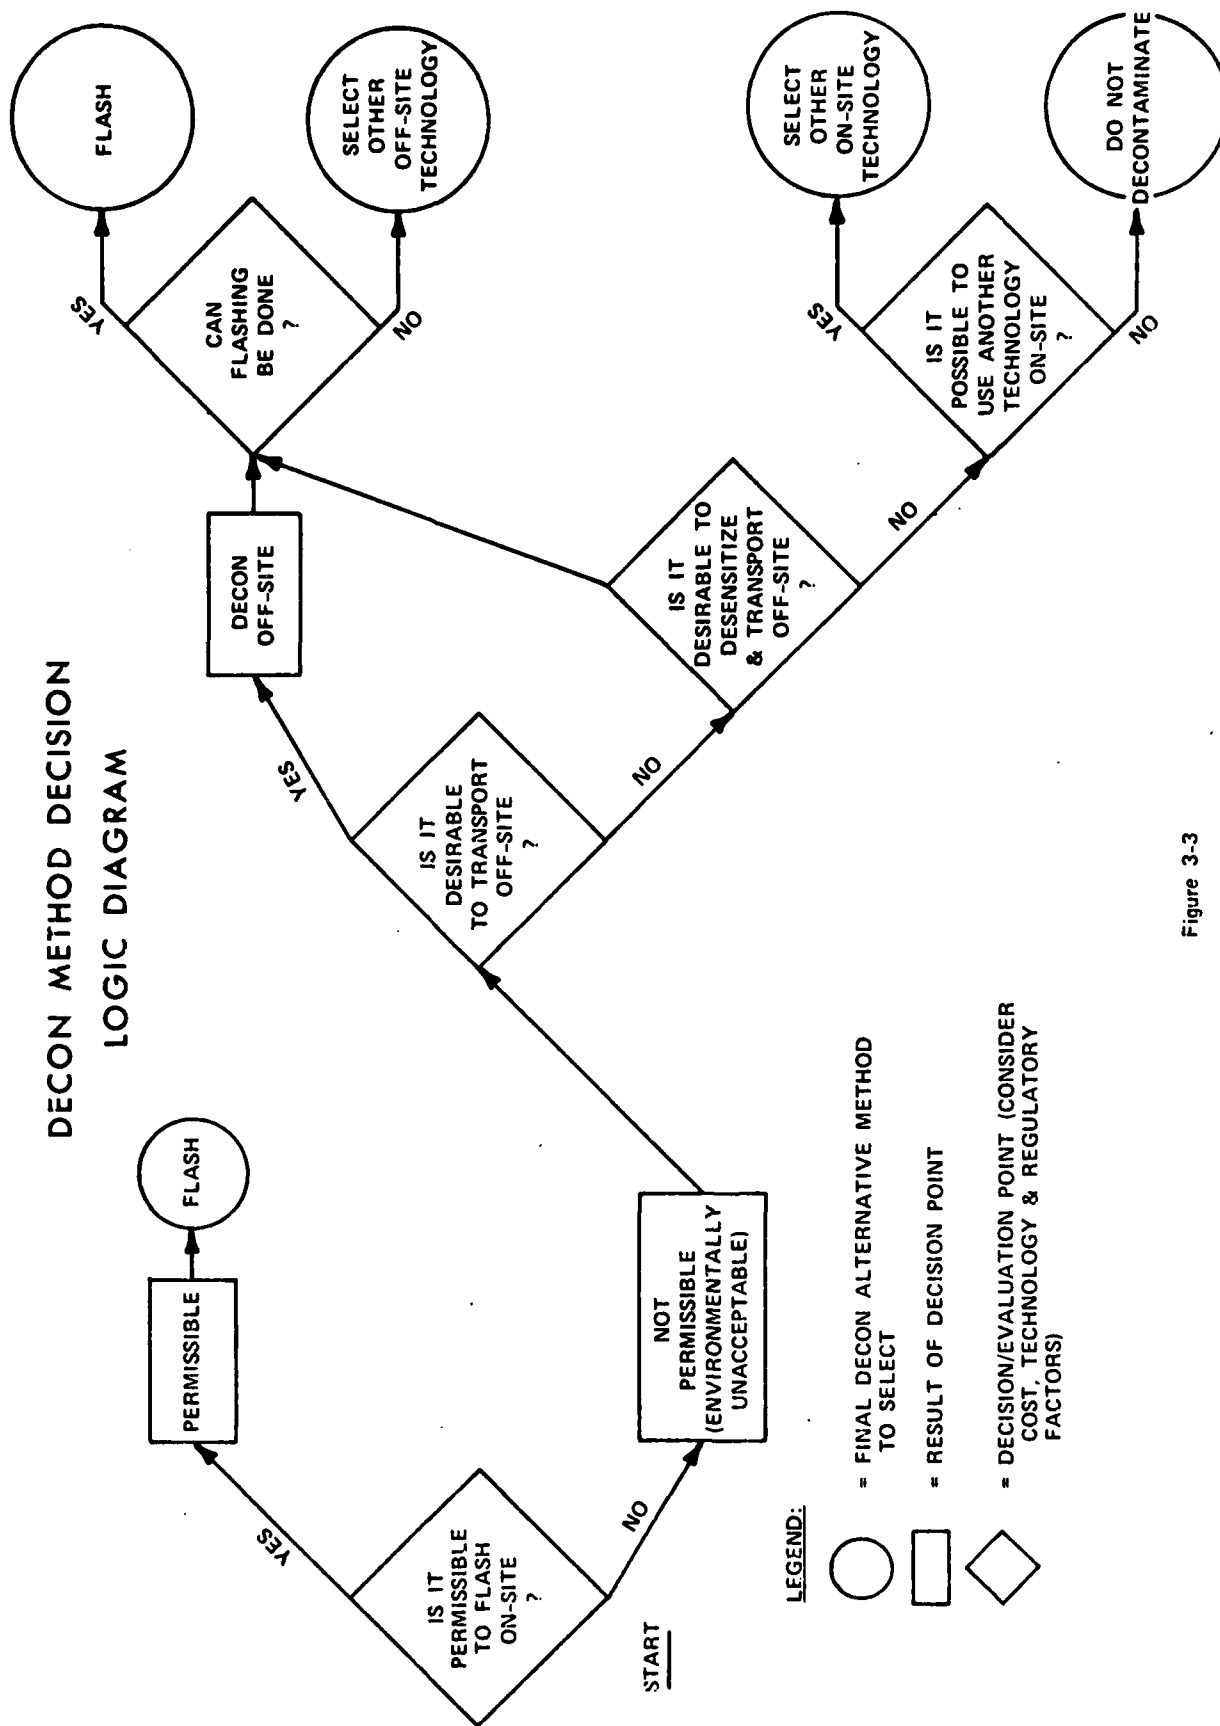 DECON METHOD DECISION
LOGIC DIAGRAM
START
IS IT
PERMISSIBLE
TO FLASH
ON-SITE
?
YES
PERMISSIBLE
FLASH
NO
NOT
PERMISSIBLE
(ENVIRONMENTALLY
UNACCEPTABLE)
IS IT
DESIRABLE
TO TRANSPORT
OFF-SITE
?
YES
DECON
OFF-SITE
CAN
FLASHING
BE DONE
?
YES
FLASH
NO
SELECT
OTHER
OFF-SITE
TECHNOLOGY
NO
IS IT
DESIRABLE TO
DESENSITIZE
& TRANSPORT
OFF-SITE
?
NO
IS IT
POSSIBLE TO
USE ANOTHER
TECHNOLOGY
ON-SITE
?
YES
SELECT
OTHER
ON-SITE
TECHNOLOGY
NO
DO NOT
DECONTAMINATE
LEGEND:
= FINAL DECON ALTERNATIVE METHOD
TO SELECT
= RESULT OF DECISION POINT
= DECISION/EVALUATION POINT (CONSIDER
COST, TECHNOLOGY & REGULATORY
FACTORS)
Figure 3-3